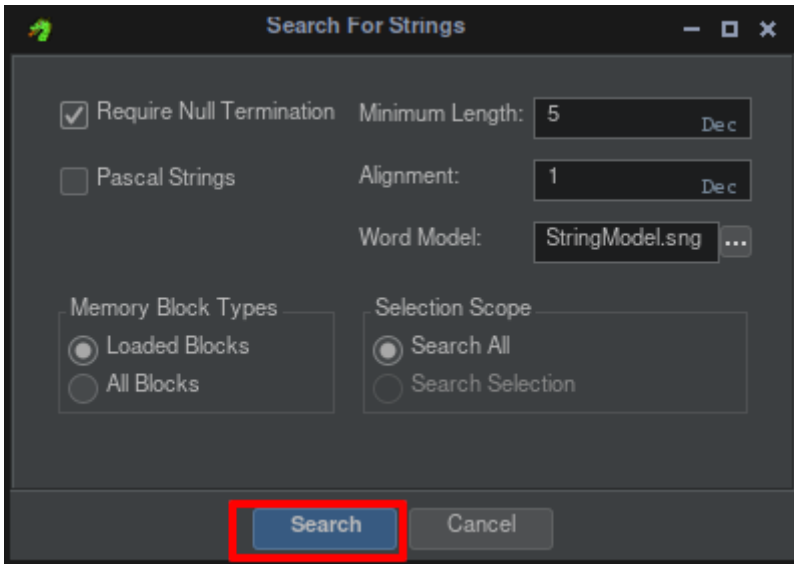 Search For Strings
Require Null Termination
Minimum Length: 5 Dec
Pascal Strings
Alignment: 1 Dec
Word Model: StringModel.sng ...
Memory Block Types
Loaded Blocks
All Blocks
Selection Scope
Search All
Search Selection
Search
Cancel